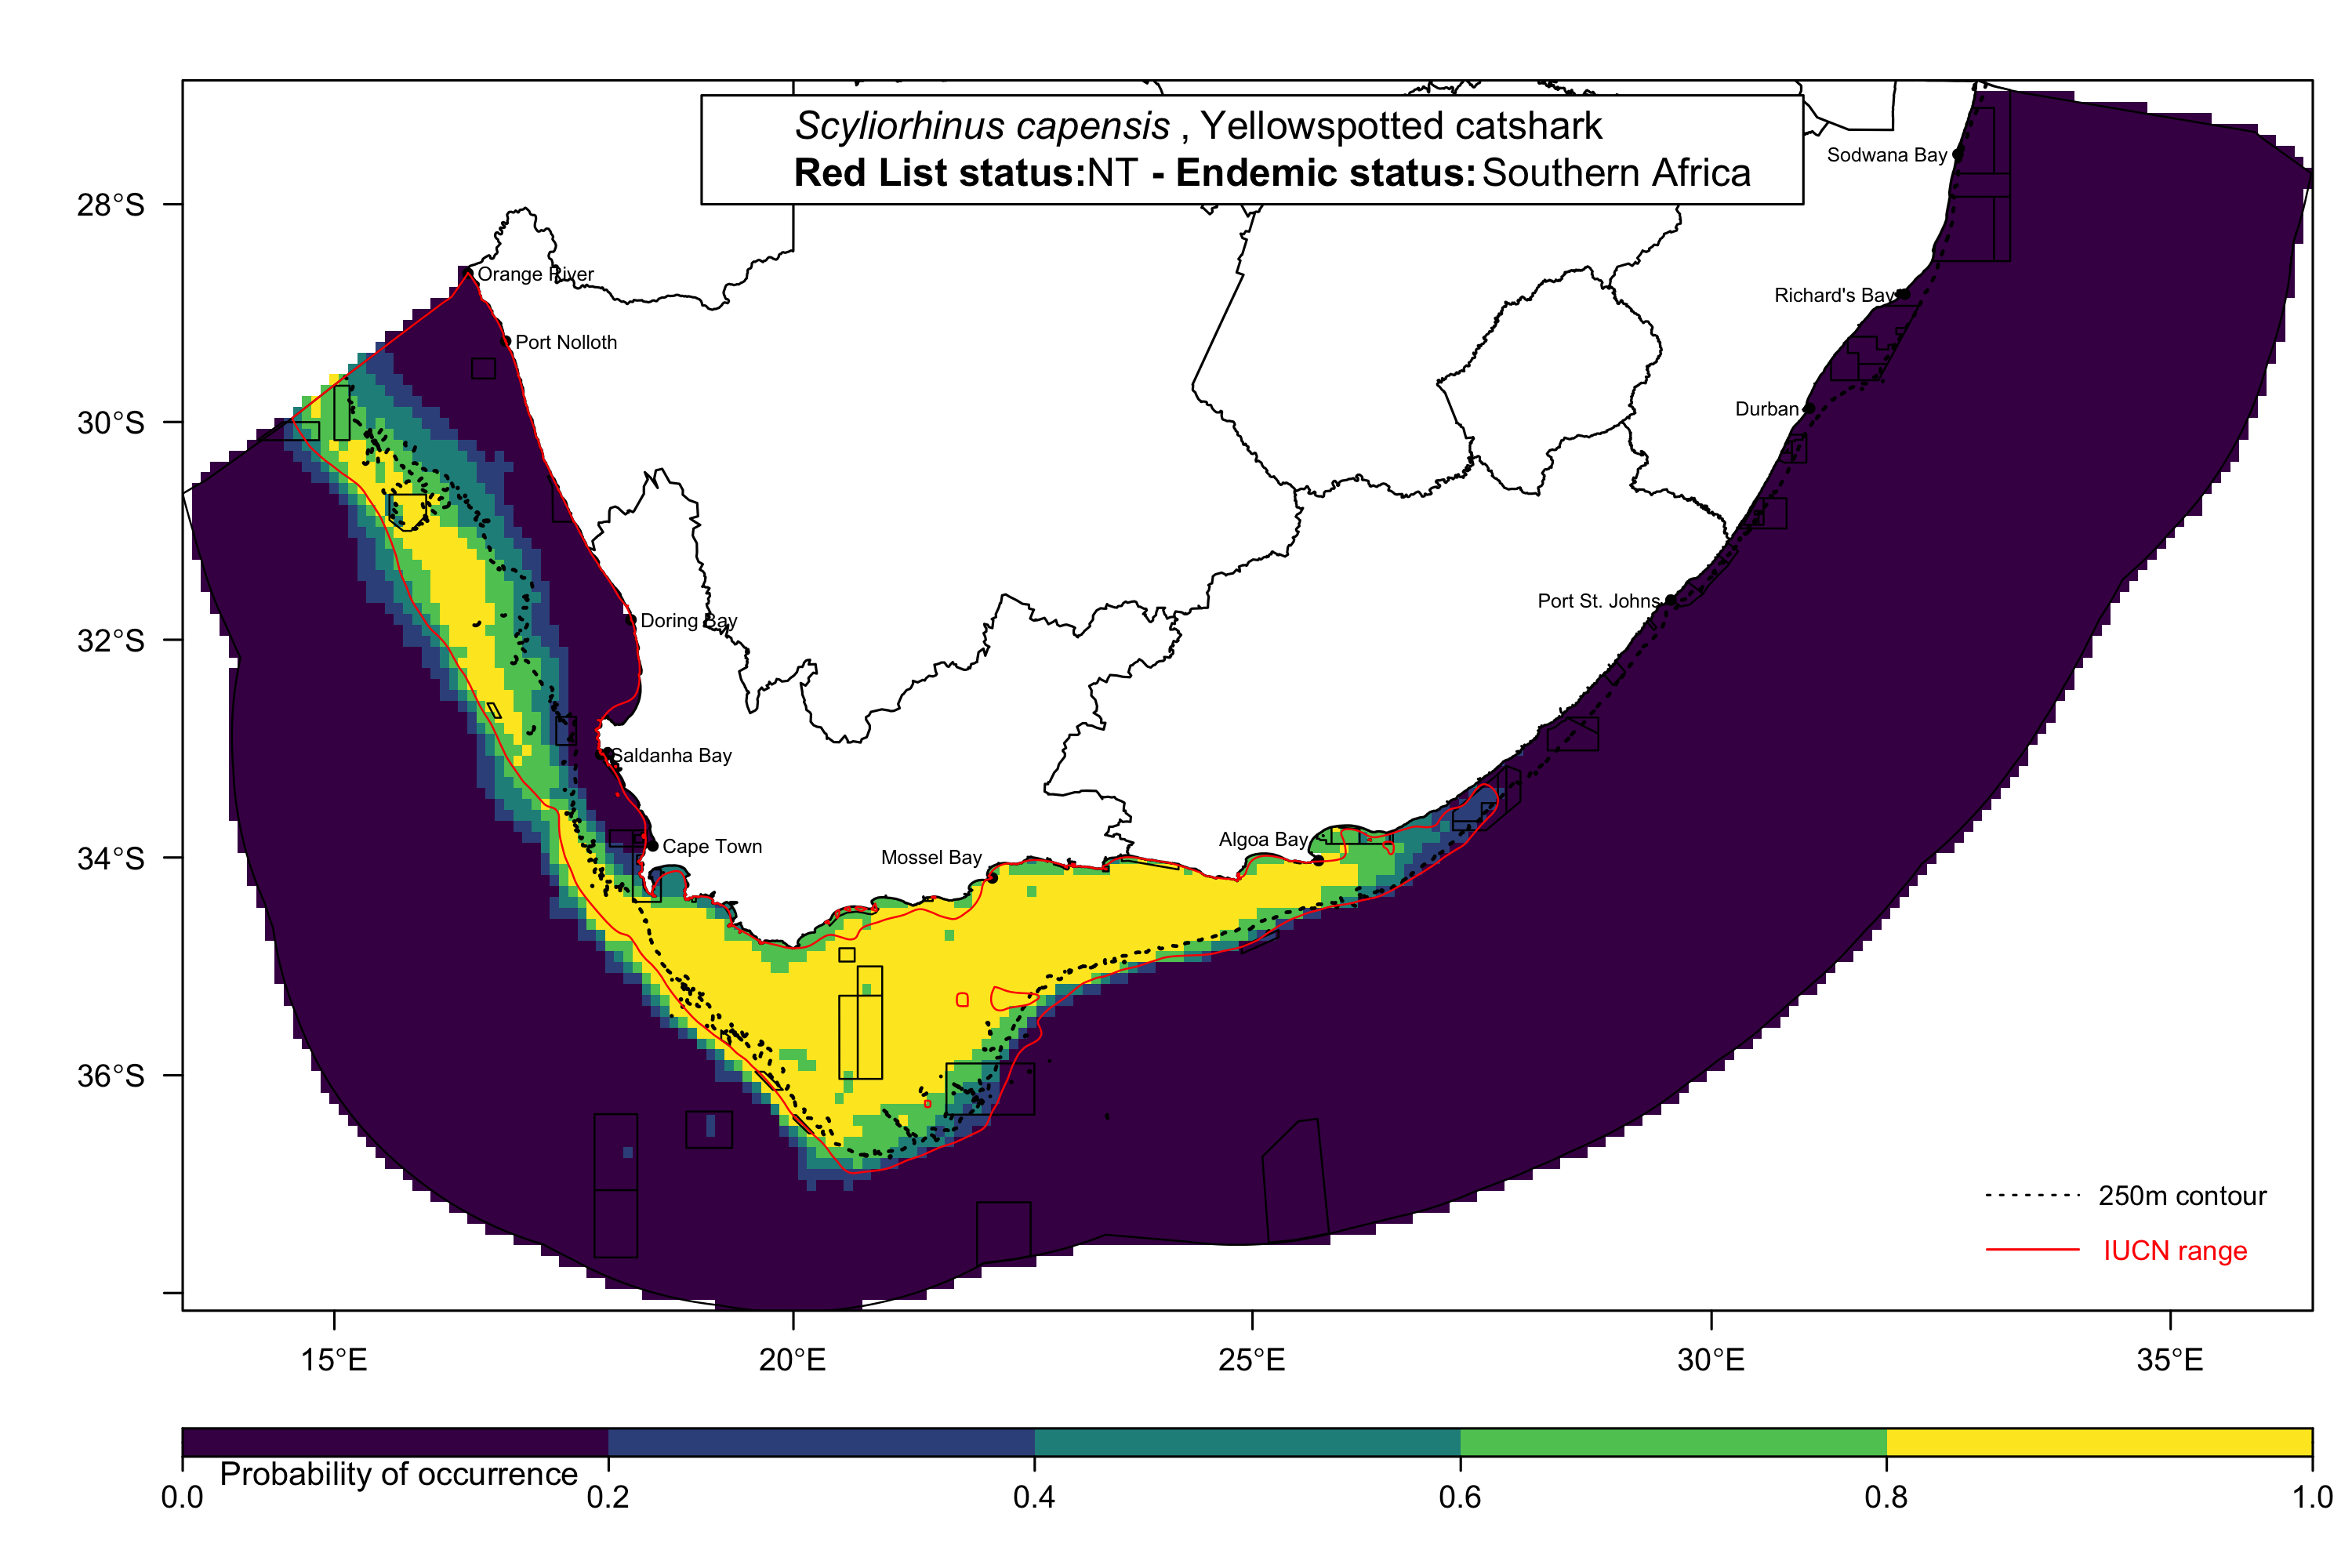 Scyliorhinus capensis , Yellowspotted catshark
Red List status:NT - Endemic status:Southern Africa
Sodwana Bay
28°S
Orange River
Richard's Bay
Port Nolloth
Durban
30°S
Port St. Johns
Doring Bay
32°S
Saldanha Bay
Algoa Bay
Cape Town
Mossel Bay
34°S
36°S
250m contour
IUCN range
15°E 20°E 25°E 30°E 35°E
Probability of occurrence
0.0 0.2 0.4 0.6 0.8 1.0